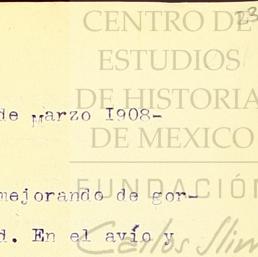 23
CENTRO DE
ESTUDIOS
DE HISTORIA
de marzo 1908-
DE MEXICO
FUNDACIÓN
mejorando de gor-
Carlos Slim
d. En el avío y